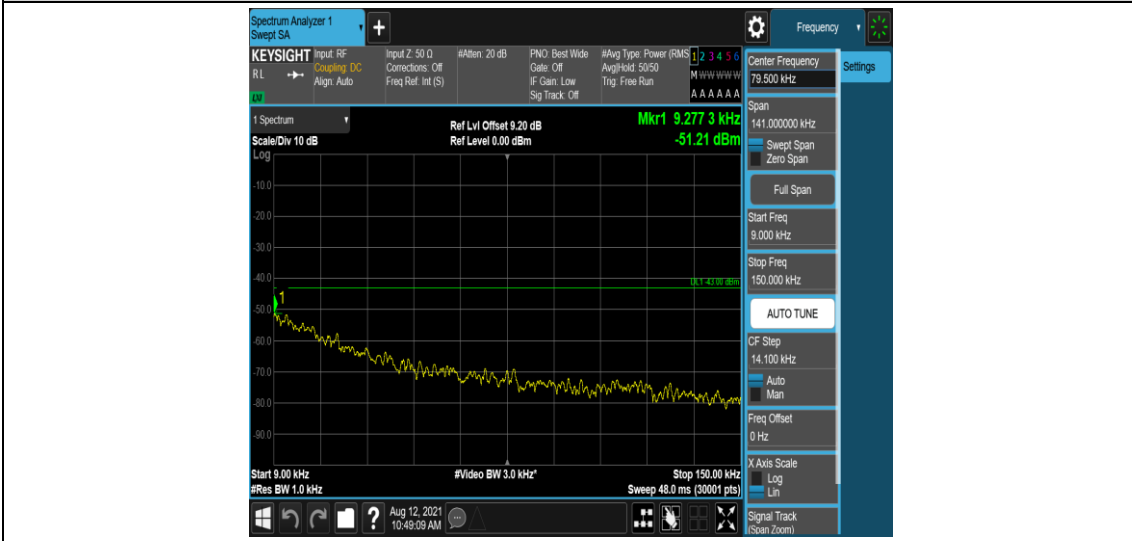 Spectrum Analyzer 1
Swept SA
+
Frequency
KEYSIGHT
RL
Input: RF
Coupling: DC
Align: Auto
Input Z: 50 Ω
Corrections: Off
Freq Ref: Int (S)
#Atten: 20 dB
PNO: Best Wide
Gate: Off
IF Gain: Low
Sig Track: Off
#Avg Type: Power (RMS
Avg|Hold: 50/50
Trig: Free Run
1 2 3 4 5 6
M W W W W W
A A A A A A
1 Spectrum
Scale/Div 10 dB
Log
Ref Lvl Offset 9.20 dB
Ref Level 0.00 dBm
Mkr1 9.277 3 kHz
-51.21 dBm
-10.0
-20.0
-30.0
-40.0
DL1 -43.00 dBm
1
-50.0
-60.0
-70.0
-80.0
-90.0
Start 9.00 kHz
#Video BW 3.0 kHz*
Stop 150.00 kHz
#Res BW 1.0 kHz
Sweep 48.0 ms (30001 pts)
?
Aug 12, 2021
10:49:09 AM
Center Frequency
79.500 kHz
Settings
Span
141.000000 kHz
Swept Span
Zero Span
Full Span
Start Freq
9.000 kHz
Stop Freq
150.000 kHz
AUTO TUNE
CF Step
14.100 kHz
Auto
Man
Freq Offset
0 Hz
X Axis Scale
Log
Lin
Signal Track
(Span Zoom)